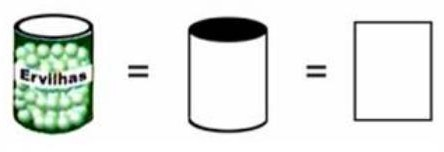 Ervilhas
= =